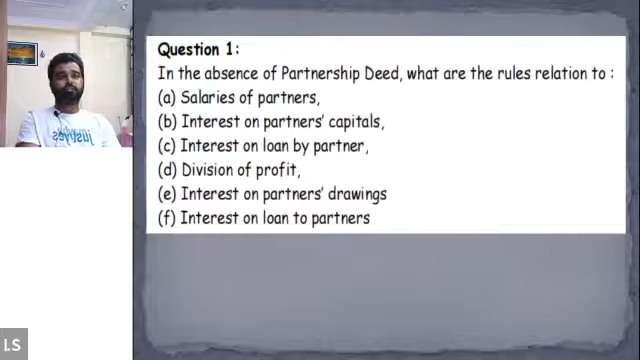 Question 1:
In the absence of Partnership Deed, what are the rules relation to :
(a) Salaries of partners,
(b) Interest on partners' capitals,
(c) Interest on loan by partner,
(d) Division of profit,
(e) Interest on partners' drawings
(f) Interest on loan to partners
I.S